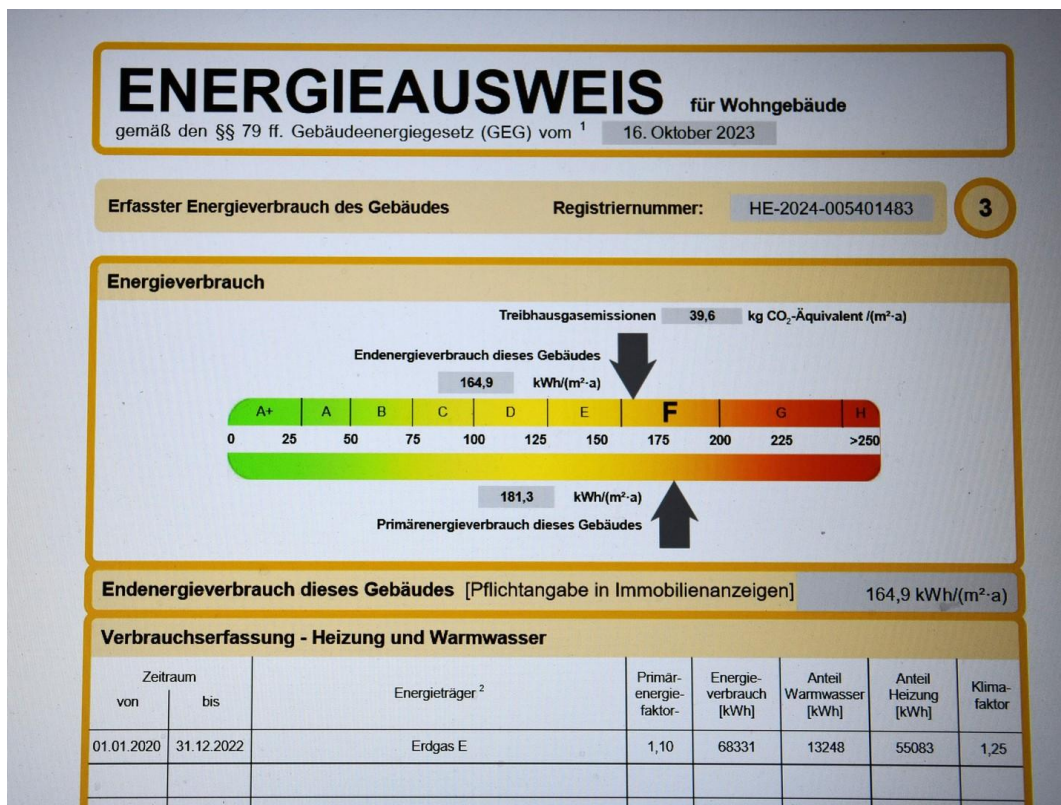 ENERGIEAUSWEIS für Wohngebäude
gemäß den §§ 79 ff. Gebäudeenergiegesetz (GEG) vom ¹ 16. Oktober 2023
Erfasster Energieverbrauch des Gebäudes Registriernummer: HE-2024-005401483 3
Energieverbrauch
Treibhausgasemissionen 39,6 kg CO₂-Äquivalent /(m²·a)
Endenergieverbrauch dieses Gebäudes
164,9 kWh/(m²·a)
A+ A B C D E F G H
0 25 50 75 100 125 150 175 200 225 >250
181,3 kWh/(m²·a)
Primärenergieverbrauch dieses Gebäudes
Endenergieverbrauch dieses Gebäudes [Pflichtangabe in Immobilienanzeigen] 164,9 kWh/(m²·a)
Verbrauchserfassung - Heizung und Warmwasser
Zeitraum
von bis
Energieträger ²
Primär-
energie-
faktor-
Energie-
verbrauch
[kWh]
Anteil
Warmwasser
[kWh]
Anteil
Heizung
[kWh]
Klima-
faktor
01.01.2020 31.12.2022 Erdgas E 1,10 68331 13248 55083 1,25